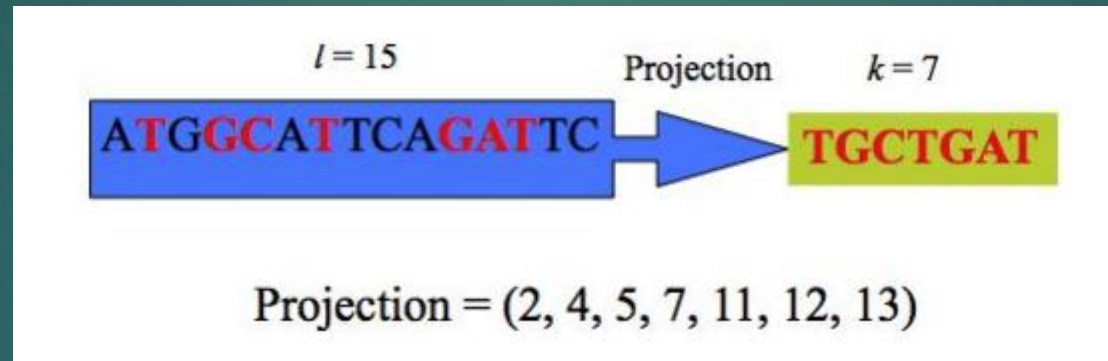 l = 15
Projection
k = 7
ATGGCATTCAGATTC
TGCTGAT
Projection = (2, 4, 5, 7, 11, 12, 13)